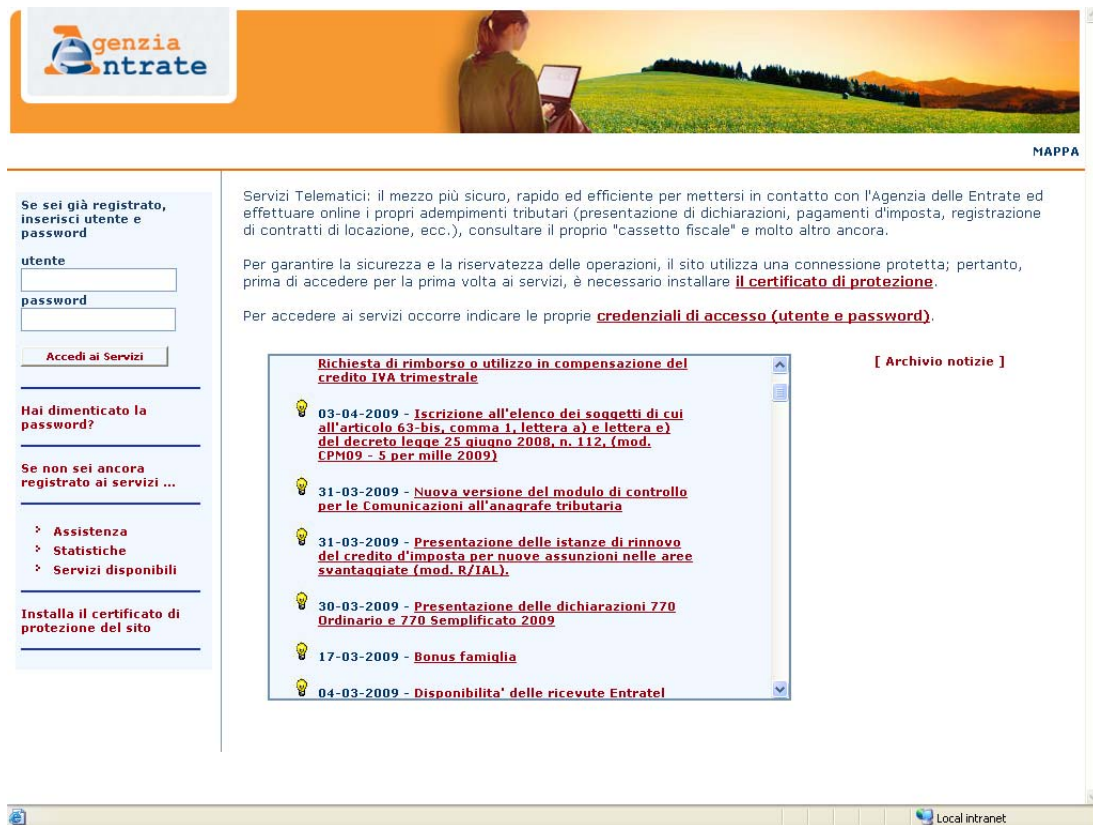 Agenzia
Entrate
MAPPA
Se sei già registrato,
inserisci utente e
password
utente
password
Accedi ai Servizi
Hai dimenticato la
password?
Se non sei ancora
registrato ai servizi ...
Assistenza
Statistiche
Servizi disponibili
Installa il certificato di
protezione del sito
Servizi Telematici: il mezzo più sicuro, rapido ed efficiente per mettersi in contatto con l'Agenzia delle Entrate ed
effettuare online i propri adempimenti tributari (presentazione di dichiarazioni, pagamenti d'imposta, registrazione
di contratti di locazione, ecc.), consultare il proprio "cassetto fiscale" e molto altro ancora.
Per garantire la sicurezza e la riservatezza delle operazioni, il sito utilizza una connessione protetta; pertanto,
prima di accedere per la prima volta ai servizi, è necessario installare il certificato di protezione.
Per accedere ai servizi occorre indicare le proprie credenziali di accesso (utente e password).
Richiesta di rimborso o utilizzo in compensazione del
credito IVA trimestrale
03-04-2009 - Iscrizione all'elenco dei soggetti di cui
all'articolo 63-bis, comma 1, lettera a) e lettera e)
del decreto legge 25 giugno 2008, n. 112, (mod.
CPM09 - 5 per mille 2009)
31-03-2009 - Nuova versione del modulo di controllo
per le Comunicazioni all'anagrafe tributaria
31-03-2009 - Presentazione delle istanze di rinnovo
del credito d'imposta per nuove assunzioni nelle aree
svantaggiate (mod. R/IAL).
30-03-2009 - Presentazione delle dichiarazioni 770
Ordinario e 770 Semplificato 2009
17-03-2009 - Bonus famiglia
04-03-2009 - Disponibilita' delle ricevute Entratel
[ Archivio notizie ]
Local intranet